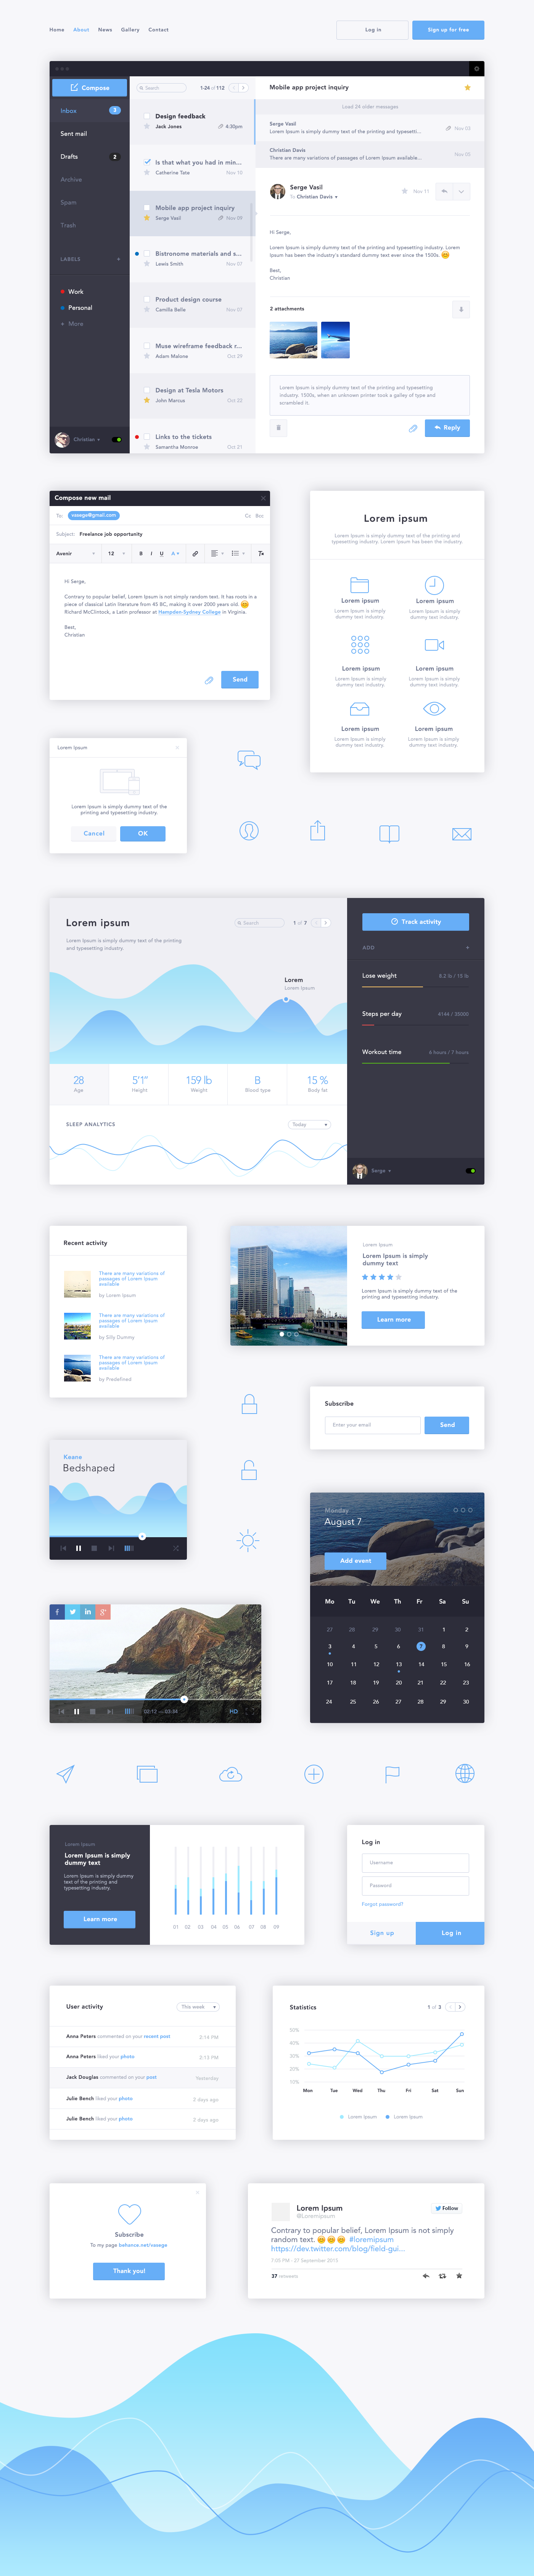 Home About News Gallery Contact Log in Sign up for free
Compose
Inbox 3
Sent mail
Drafts 2
Archive
Spam
Trash
LABELS +
Work
Personal
+ More
Christian
Search 1-24 of 112
Design feedback
Jack Jones 4:30pm
Is that what you had in min...
Catherine Tate Nov 10
Mobile app project inquiry
Serge Vasil Nov 09
Bistronome materials and s...
Lewis Smith Nov 07
Product design course
Camilla Belle Nov 07
Muse wireframe feedback r...
Adam Malone Oct 29
Design at Tesla Motors
John Marcus Oct 22
Links to the tickets
Samantha Monroe Oct 21
Mobile app project inquiry
Load 24 older messages
Serge Vasil
Lorem Ipsum is simply dummy text of the printing and typesetti... Nov 03
Christian Davis
There are many variations of passages of Lorem Ipsum available... Nov 05
Serge Vasil
to Christian Davis Nov 11
Hi Serge,
Lorem Ipsum is simply dummy text of the printing and typesetting industry. Lorem
Ipsum has been the industry's standard dummy text ever since the 1500s.
Best,
Christian
2 attachments
Lorem Ipsum is simply dummy text of the printing and typesetting
industry. 1500s, when an unknown printer took a galley of type and
scrambled it.
Reply
Compose new mail
To: vasege@gmail.com Cc Bcc
Subject: Freelance job opportunity
Avenir 12 B I U A
Hi Serge,
Contrary to popular belief, Lorem Ipsum is not simply random text. It has roots in a
piece of classical Latin literature from 45 BC, making it over 2000 years old.
Richard McClintock, a Latin professor at Hampden-Sydney College in Virginia.
Best,
Christian
Send
Lorem ipsum
Lorem Ipsum is simply dummy text of the printing and
typesetting industry. Lorem Ipsum has been the industry.
Lorem ipsum Lorem ipsum
Lorem Ipsum is simply Lorem Ipsum is simply
dummy text industry. dummy text industry.
Lorem ipsum Lorem ipsum
Lorem Ipsum is simply Lorem Ipsum is simply
dummy text industry. dummy text industry.
Lorem ipsum Lorem ipsum
Lorem Ipsum is simply Lorem Ipsum is simply
dummy text industry. dummy text industry.
Lorem Ipsum
Lorem Ipsum is simply dummy text of the
printing and typesetting industry.
Cancel OK
Lorem ipsum
Search 1 of 7
Lorem Ipsum is simply dummy text of the printing
and typesetting industry.
Lorem
Lorem Ipsum
28 5'1" 159 lb B 15 %
Age Height Weight Blood type Body fat
SLEEP ANALYTICS Today
Track activity
ADD +
Lose weight 8.2 lb / 15 lb
Steps per day
Workout time 6 hours / 7 hours
Serge
Recent activity
There are many variations of
passages of Lorem Ipsum
available
by Lorem Ipsum
There are many variations of
passages of Lorem Ipsum
available
by Silly Dummy
There are many variations of
passages of Lorem Ipsum
available
by Predefined
Lorem Ipsum
Lorem Ipsum is simply
dummy text
Lorem Ipsum is simply dummy text of the
printing and typesetting industry.
Learn more
Subscribe
Enter your email Send
Keane
Bedshaped
Monday
August 7
Add event
Mo Tu We Th Fr Sa Su
27 28 29 30 31 1 2
3 4 5 6 7 8 9
10 11 12 13 14 15 16
17 18 19 20 21 22 23
24 25 26 27 28 29 30
f in g+
02:12 03:34 HD
Lorem Ipsum
Lorem Ipsum is simply
dummy text
Lorem Ipsum is simply dummy
text of the printing and
typesetting industry.
Learn more
01 02 03 04 05 06 07 08 09
Log in
Username
Password
Forgot password?
Sign up Log in
User activity This week
Anna Peters commented on your recent post 2:14 PM
Anna Peters liked your photo 2:13 PM
Jack Douglas commented on your post Yesterday
Julie Bench liked your photo 2 days ago
Julie Bench liked your photo 2 days ago
Statistics 1 of 3
50%
40%
30%
20%
10%
Mon Tue Wed Thu Fri Sat Sun
Lorem Ipsum Lorem Ipsum
Subscribe
To my page behance.net/vasege
Thank you!
Lorem Ipsum Follow
@Loremipsum
Contrary to popular belief, Lorem Ipsum is not simply
random text. #loremipsum
https://dev.twitter.com/blog/field-gui...
7:05 PM - 27 September 2015
37 retweets